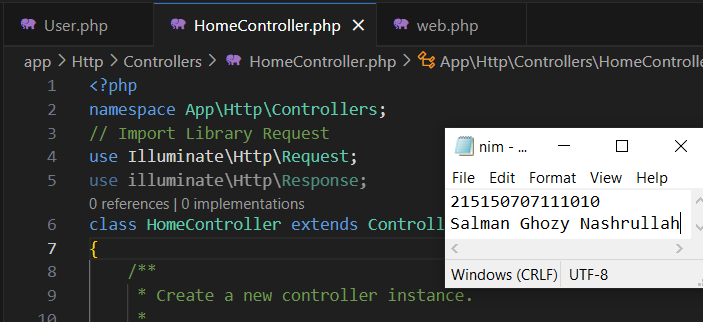 User.php HomeController.php web.php
app > Http > Controllers > HomeController.php > App\Http\Controllers\HomeControlle
1 <?php
2 namespace App\Http\Controllers;
3 // Import Library Request
4 use Illuminate\Http\Request;
5 use illuminate\Http\Response;
0 references | 0 implementations
6 class HomeController extends Control
7 {
8 /**
9 * Create a new controller instance.
10 *
nim - ...
File Edit Format View Help
215150707111010
Salman Ghozy Nashrullah
Windows (CRLF) UTF-8